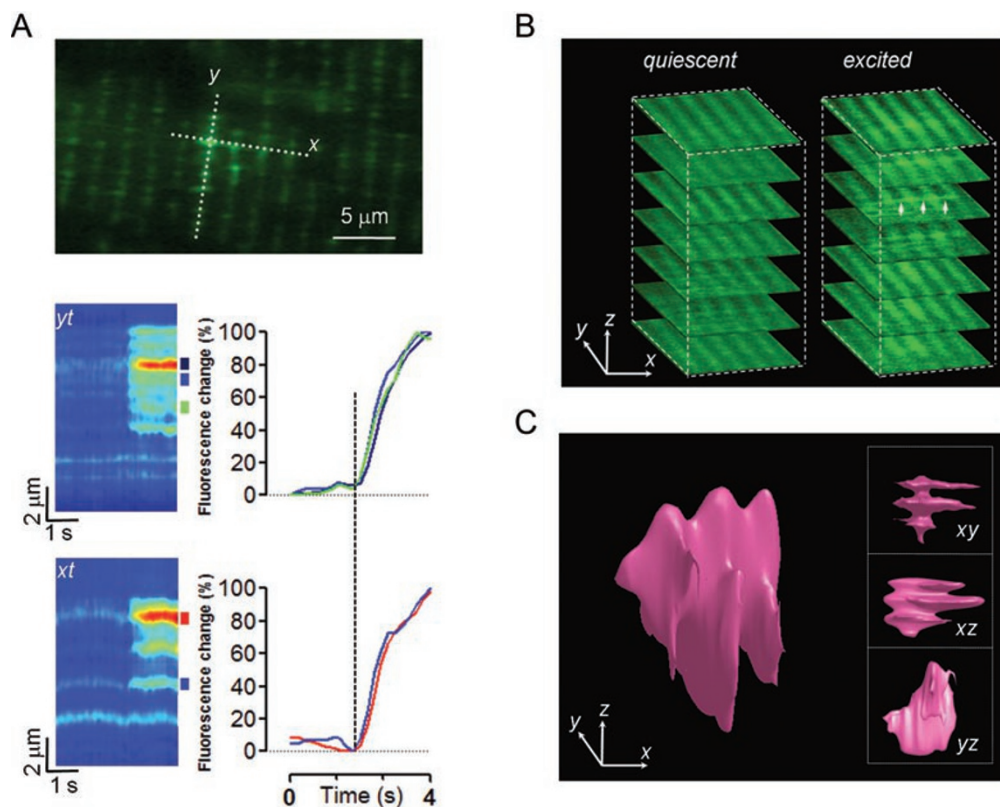 A
y
x
5 μm
yt
2 μm
1 s
Fluorescence change (%)
100
80
60
40
20
0
xt
2 μm
1 s
Fluorescence change (%)
100
80
60
40
20
0
0 Time (s) 4
B
quiescent excited
y z x
C
y z x
xy
xz
yz